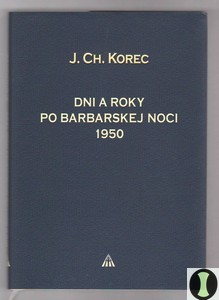 J. CH. KOREC
DNI A ROKY
PO BARBARSKEJ NOCI
1950